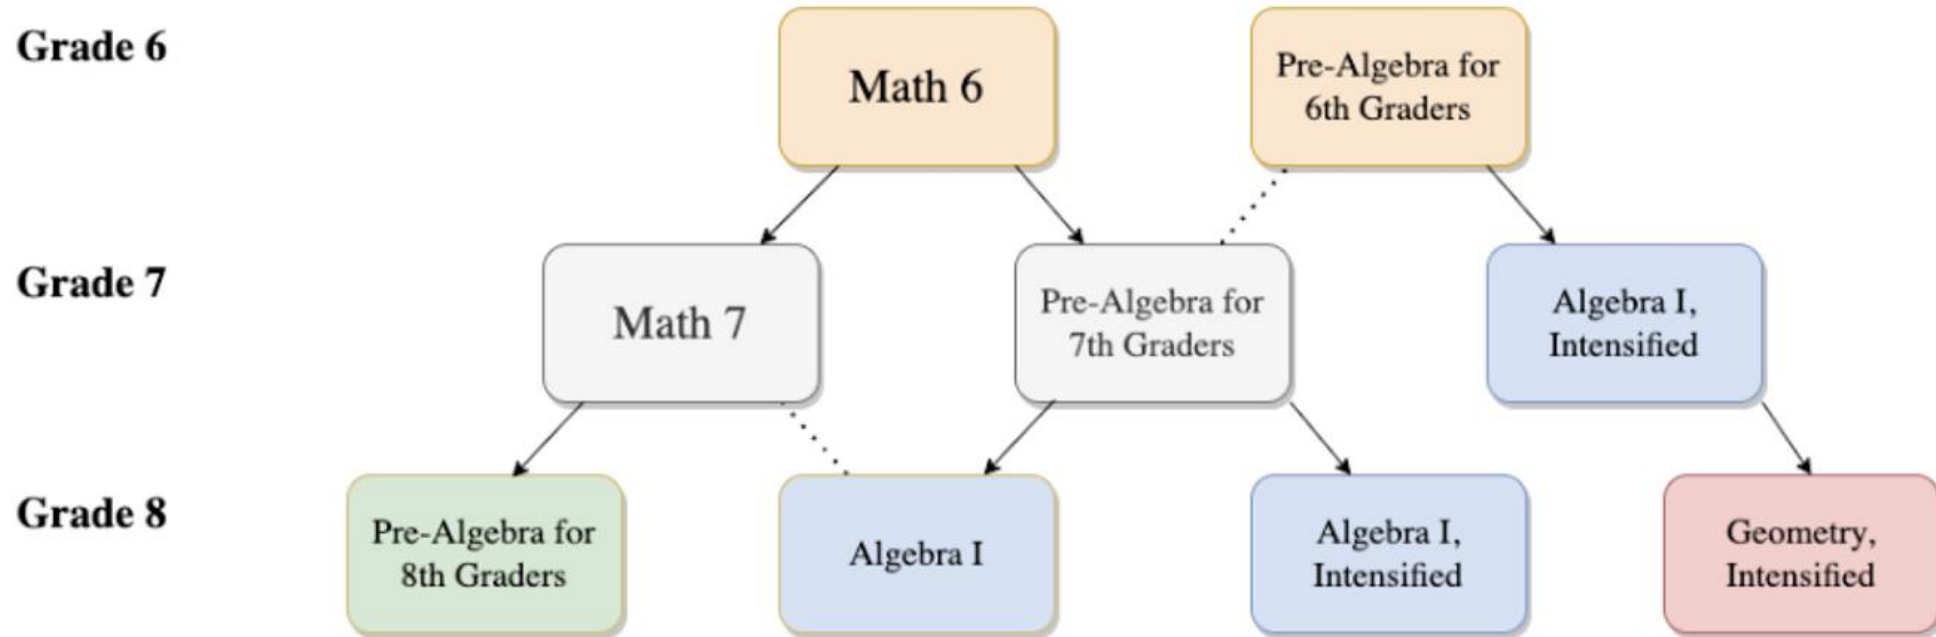 Grade 6
Math 6
Pre-Algebra for
6th Graders
Grade 7
Math 7
Pre-Algebra for
7th Graders
Algebra I,
Intensified
Grade 8
Pre-Algebra for
8th Graders
Algebra I
Algebra I,
Intensified
Geometry,
Intensified